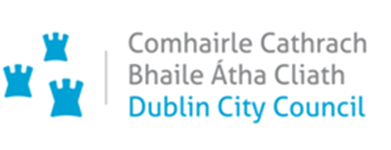 Comhairle Cathrach
Bhaile Átha Cliath
Dublin City Council